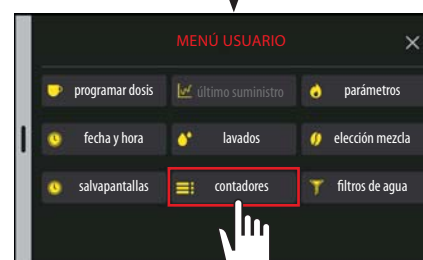 MENÚ USUARIO
programar dosis
último suministro
parámetros
fecha y hora
lavados
elección mezcla
salvapantallas
contadores
filtros de agua